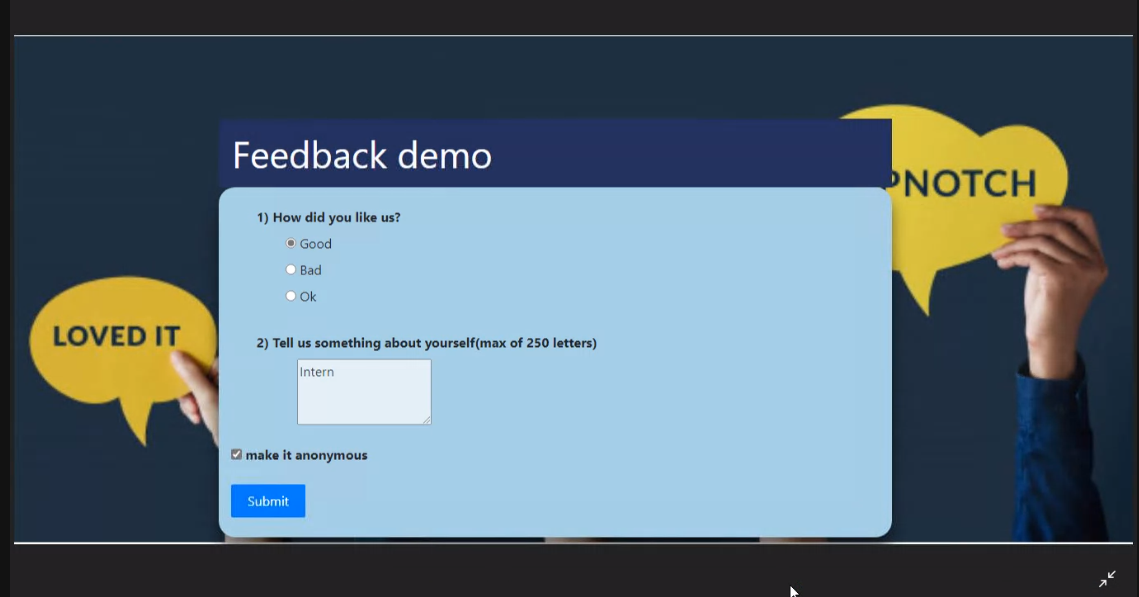 Feedback demo
PNOTCH
1) How did you like us?
Good
Bad
Ok
LOVED IT
2) Tell us something about yourself(max of 250 letters)
Intern
make it anonymous
Submit